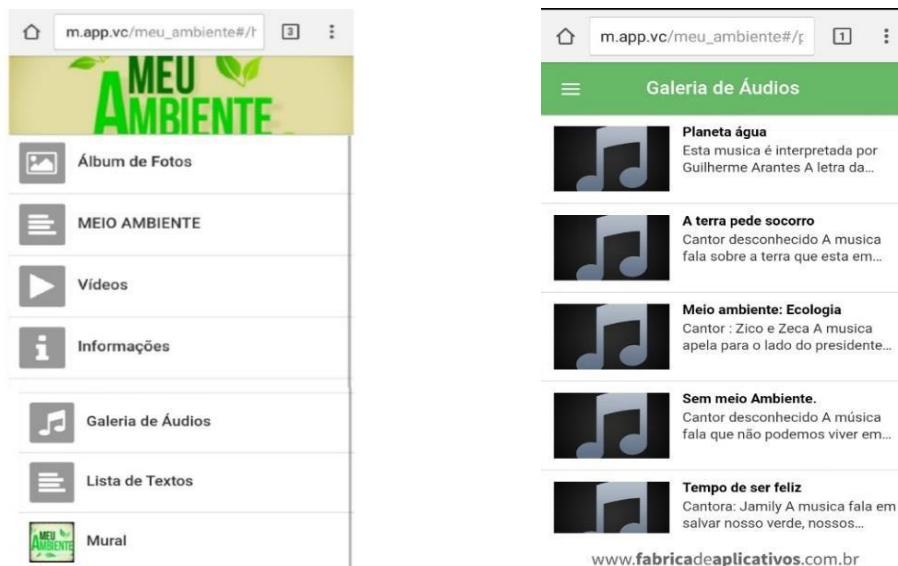 m.app.vc/meu_ambiente#/h
3
MEU
AMBIENTE
Álbum de Fotos
MEIO AMBIENTE
Vídeos
Informações
Galeria de Áudios
Lista de Textos
MEU
AMBIENTE
Mural
m.app.vc/meu_ambiente#/p
1
Galeria de Áudios
Planeta água
Esta musica é interpretada por
Guilherme Arantes A letra da...
A terra pede socorro
Cantor desconhecido A musica
fala sobre a terra que esta em...
Meio ambiente: Ecologia
Cantor : Zico e Zeca A musica
apela para o lado do presidente...
Sem meio Ambiente.
Cantor desconhecido A música
fala que não podemos viver em...
Tempo de ser feliz
Cantora: Jamily A musica fala em
salvar nosso verde, nossos...
www.fabricadeaplicativos.com.br